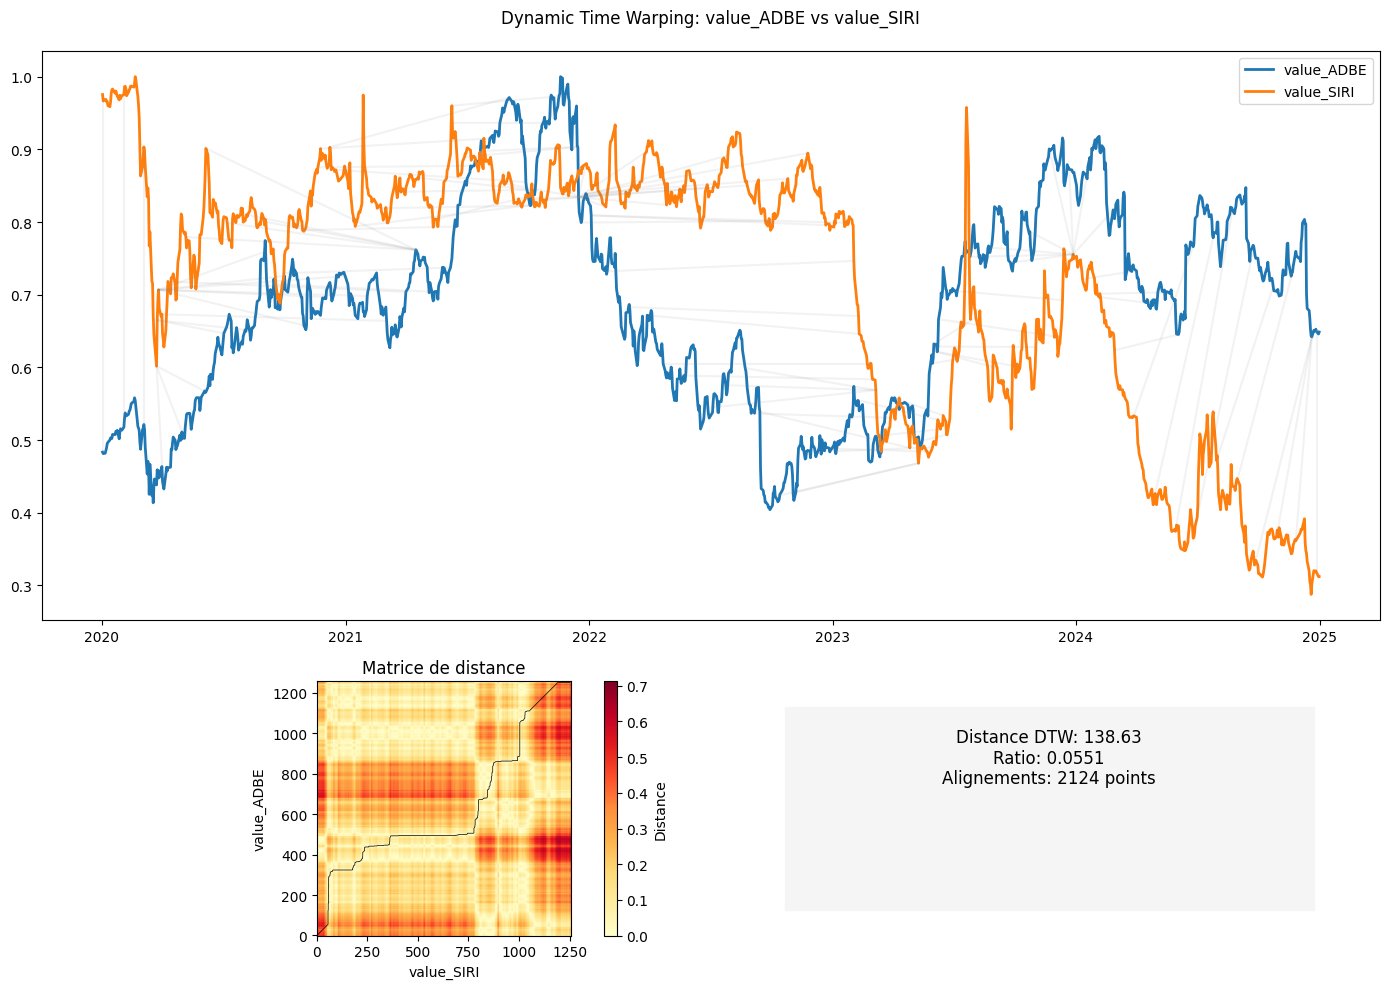 Dynamic Time Warping: value_ADBE vs value_SIRI
value_ADBE
value_SIRI
1.0
0.9
0.8
0.7
0.6
0.5
0.4
0.3
2020 2021 2022 2023 2024 2025
Matrice de distance
value_ADBE
1200
1000
800
600
400
200
0
0 250 500 750 1000 1250
value_SIRI
0.7
0.6
0.5
0.4
0.3
0.2
0.1
0.0
Distance
Distance DTW: 138.63
Ratio: 0.0551
Alignements: 2124 points